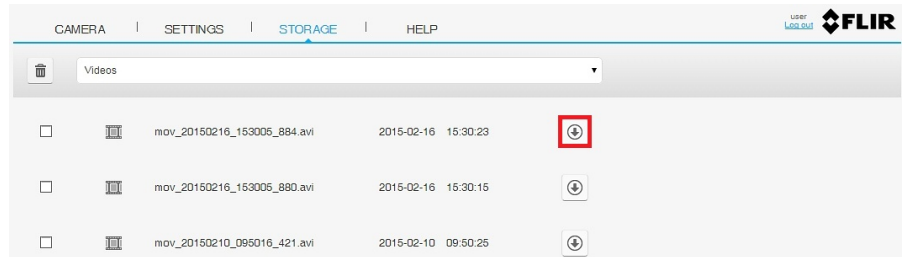 CAMERA SETTINGS STORAGE HELP user Log out FLIR
Videos
mov_20150216_153005_884.avi 2015-02-16 15:30:23
mov_20150216_153005_880.avi 2015-02-16 15:30:15
mov_20150210_095016_421.avi 2015-02-10 09:50:25